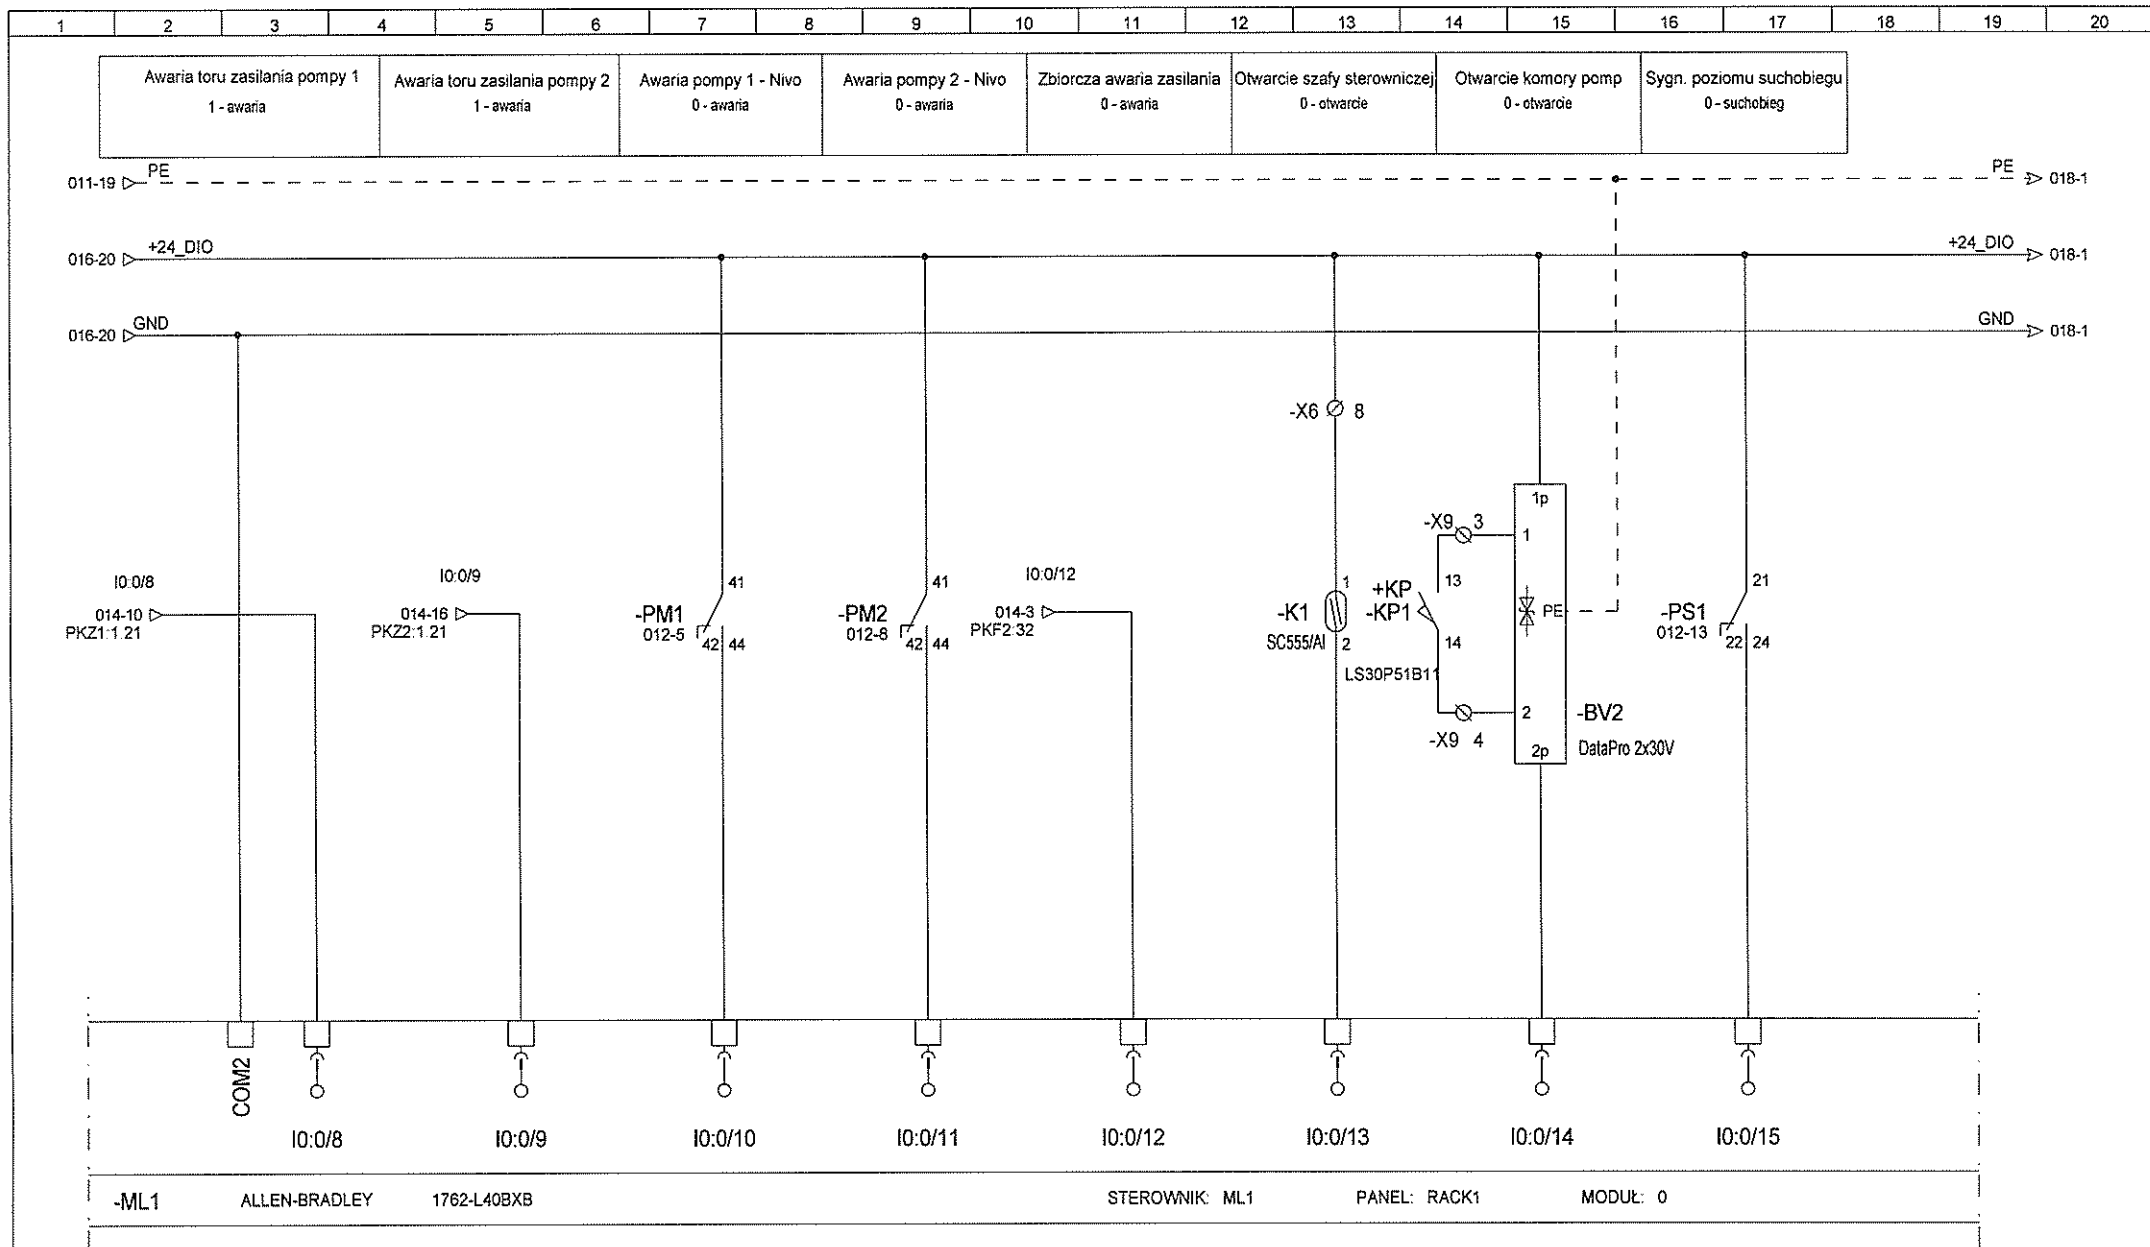 1 2 3 4 5 6 7 8 9 10 11 12 13 14 15 16 17 18 19 20
Awaria toru zasilania pompy 1
1 - awaria
Awaria toru zasilania pompy 2
1 - awaria
Awaria pompy 1 - Nivo
0 - awaria
Awaria pompy 2 - Nivo
0 - awaria
Zbiorcza awaria zasilania
0 - awaria
Otwarcie szafy sterowniczej
0 - otwarcie
Otwarcie komory pomp
0 - otwarcie
Sygn. poziomu suchobiegu
0 - suchobieg
011-19 PE PE 018-1
016-20 +24_DIO +24_DIO 018-1
016-20 GND GND 018-1
-X6 8
I0:0/8
014-10
PKZ1:1.21
I0:0/9
014-16
PKZ2:1.21
41
-PM1
012-5
42 44
41
-PM2
012-8
42 44
I0:0/12
014-3
PKF2:32
1
-K1
SC555/AI 2
-X9 3
13
+KP
-KP1
14
LS30P51B11
-X9 4
1p
1
PE
2
2p
-BV2
DataPro 2x30V
21
-PS1
012-13
22 24
COM2
I0:0/8 I0:0/9 I0:0/10 I0:0/11 I0:0/12 I0:0/13 I0:0/14 I0:0/15
-ML1 ALLEN-BRADLEY 1762-L40BXB STEROWNIK: ML1 PANEL: RACK1 MODUŁ: 0